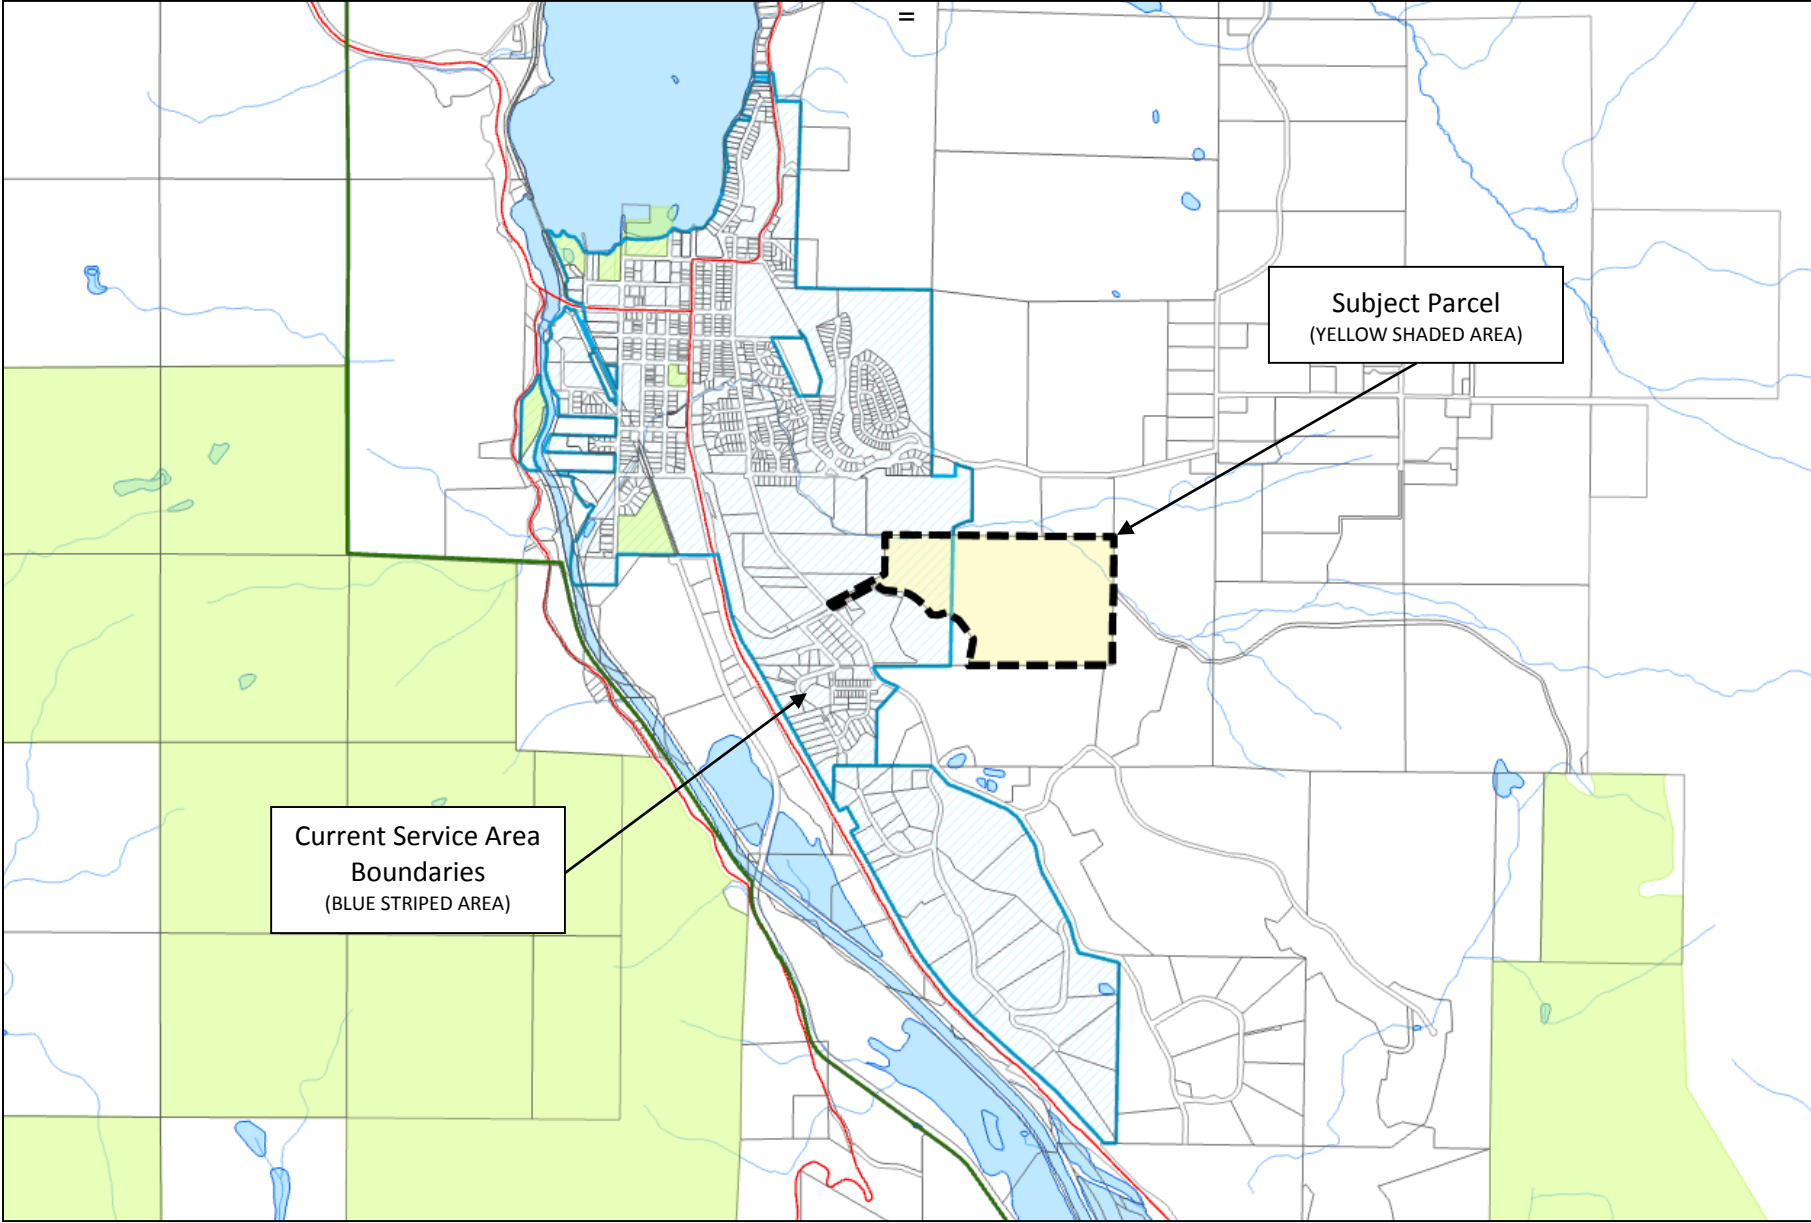 =
Subject Parcel
(YELLOW SHADED AREA)
Current Service Area
Boundaries
(BLUE STRIPED AREA)